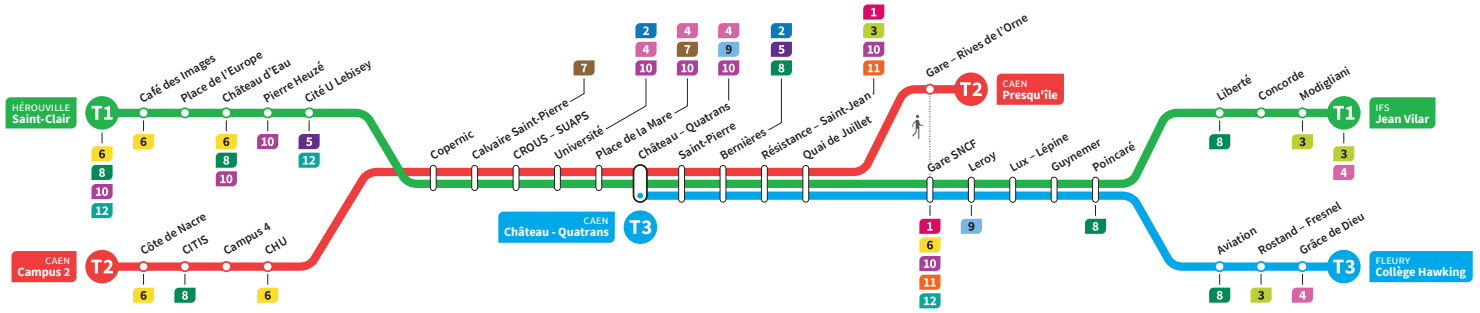 HÉROUVILLE
Saint-Clair
T1
6
8
10
12
Café des Images
6
Place de l'Europe
Château d'Eau
6
8
10
Pierre Heuzé
10
Cité U Lebisey
5
12
CAEN
Campus 2
T2
Côte de Nacre
6
CITIS
8
Campus 4
CHU
6
Copernic
Calvaire Saint-Pierre
7
CROUS – SUAPS
Université
2
4
10
Place de la Mare
4
7
10
Château – Quatrans
4
9
10
CAEN
Château - Quatrans
T3
Saint-Pierre
Bernières
2
5
8
Résistance – Saint-Jean
1
3
10
11
Quai de Juillet
Gare – Rives de l'Orne
T2
CAEN
Presqu'île
Gare SNCF
1
6
10
11
12
Leroy
9
Lux – Lépine
Guynemer
Poincaré
8
Liberté
8
Concorde
Modigliani
3
T1
3
4
IFS
Jean Vilar
Aviation
8
Rostand – Fresnel
3
Grâce de Dieu
4
T3
FLEURY
Collège Hawking